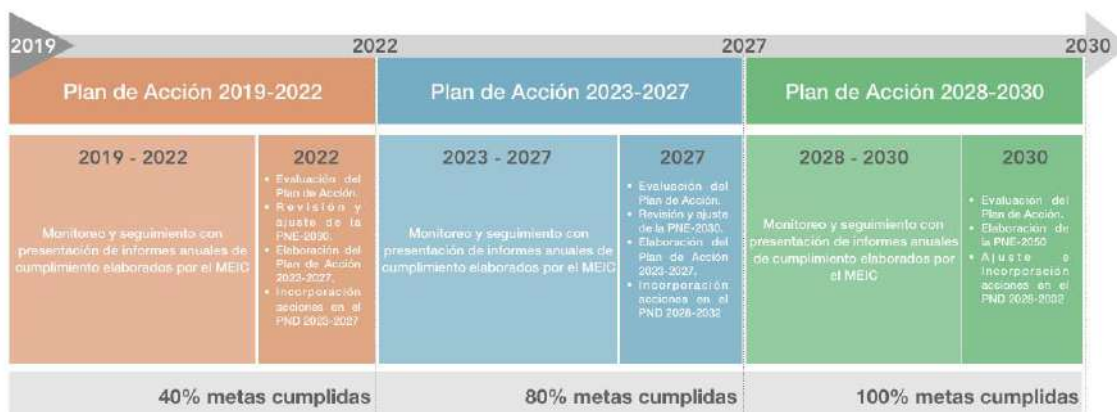 2019
2022
2027
2030
Plan de Acción 2019-2022
Plan de Acción 2023-2027
Plan de Acción 2028-2030
2019 - 2022
Monitoreo y seguimiento con
presentación de informes anuales de
cumplimiento elaborados por el MEIC
2022
• Evaluación del
Plan de Acción.
• Revisión y
ajuste de la
PNE-2030.
• Elaboración del
Plan de Acción
2023-2027.
• Incorporación
acciones en el
PND 2023-2027
2023 - 2027
Monitoreo y seguimiento con
presentación de informes anuales de
cumplimiento elaborados por el MEIC
2027
• Evaluación del
Plan de Acción.
• Revisión y ajuste
de la PNE-2030.
• Elaboración del
Plan de Acción
2023-2027.
• Incorporación
acciones en el
PND 2028-2032
2028 - 2030
Monitoreo y seguimiento con
presentación de informes anuales
de cumplimiento elaborados por
el MEIC
2030
• Evaluación del
Plan de Acción.
• Elaboración de
la PNE-2050
• Ajuste e
Incorporación
acciones en el
PND 2028-2032
40% metas cumplidas
80% metas cumplidas
100% metas cumplidas